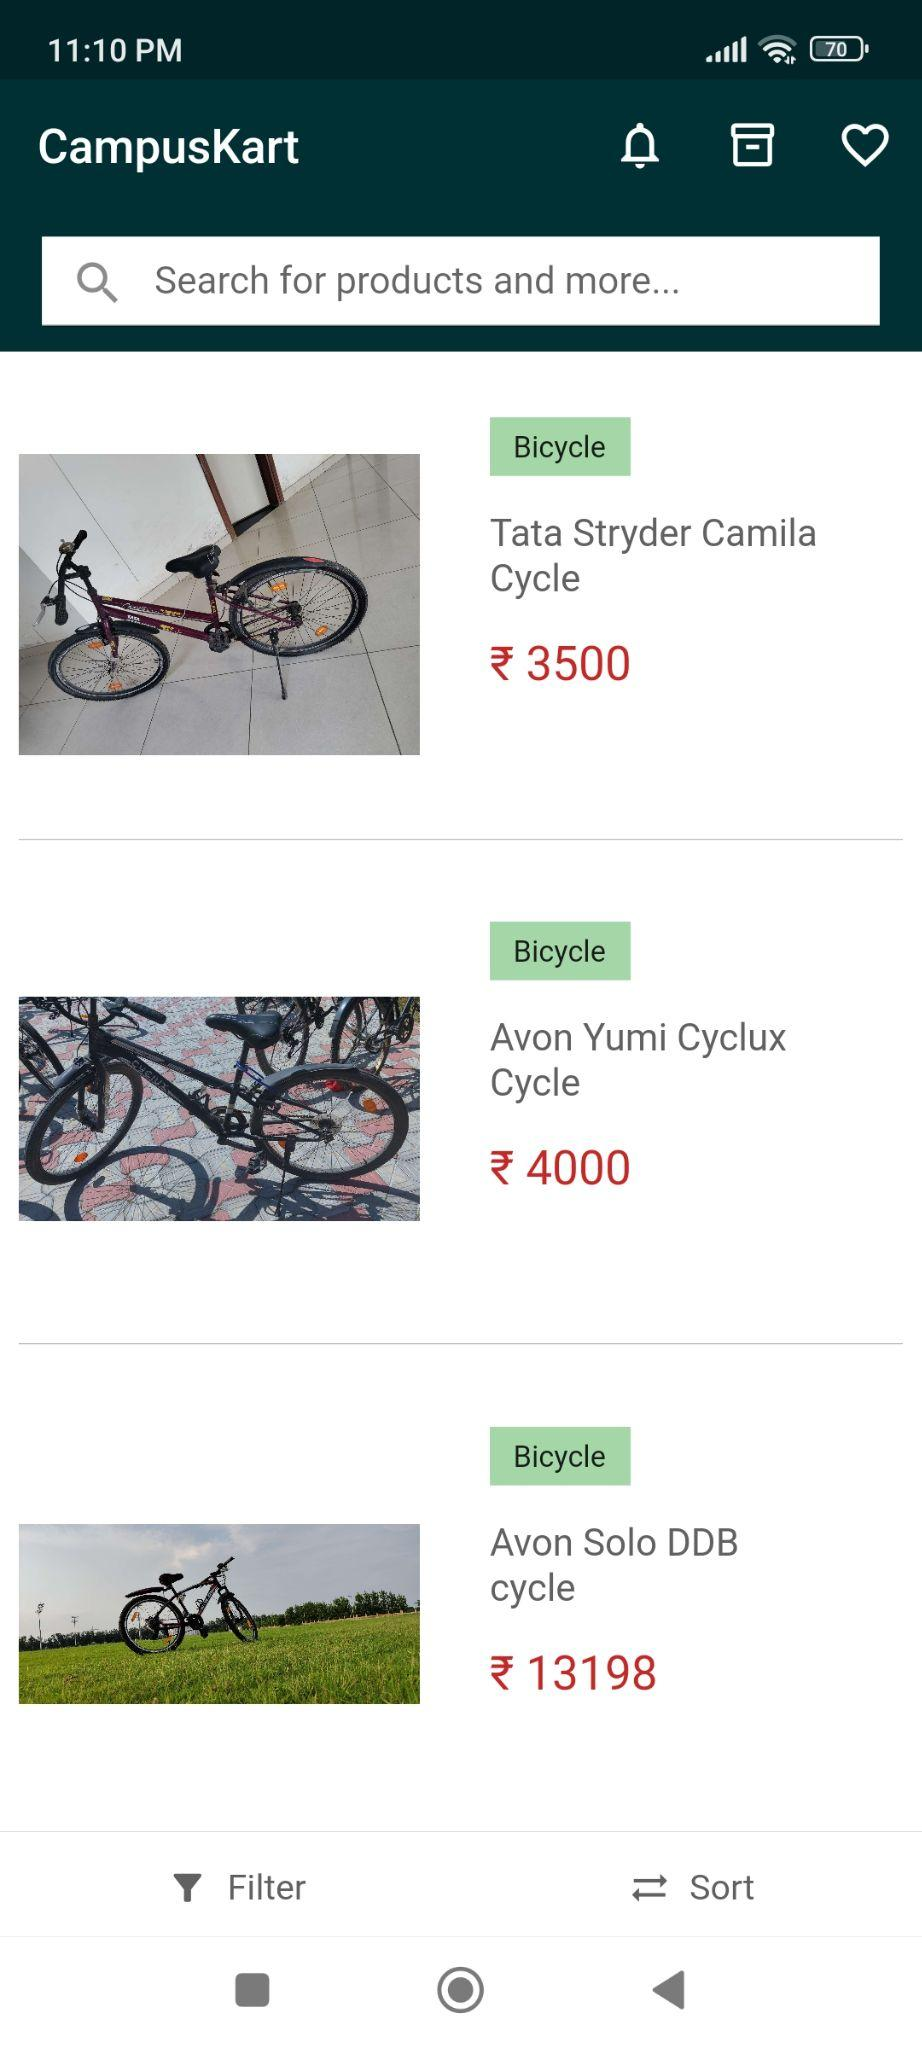 11:10 PM
70
CampusKart
Search for products and more...
Bicycle
Tata Stryder Camila
Cycle
₹ 3500
Bicycle
Avon Yumi Cyclux
Cycle
₹ 4000
Bicycle
Avon Solo DDB
cycle
₹ 13198
Filter
Sort